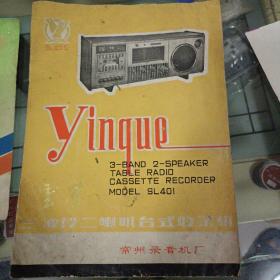 Yinque
3-BAND 2-SPEAKER
TABLE RADIO
CASSETTE RECORDER
MODEL SL401
三波段二喇叭台式收录机
常州录音机厂